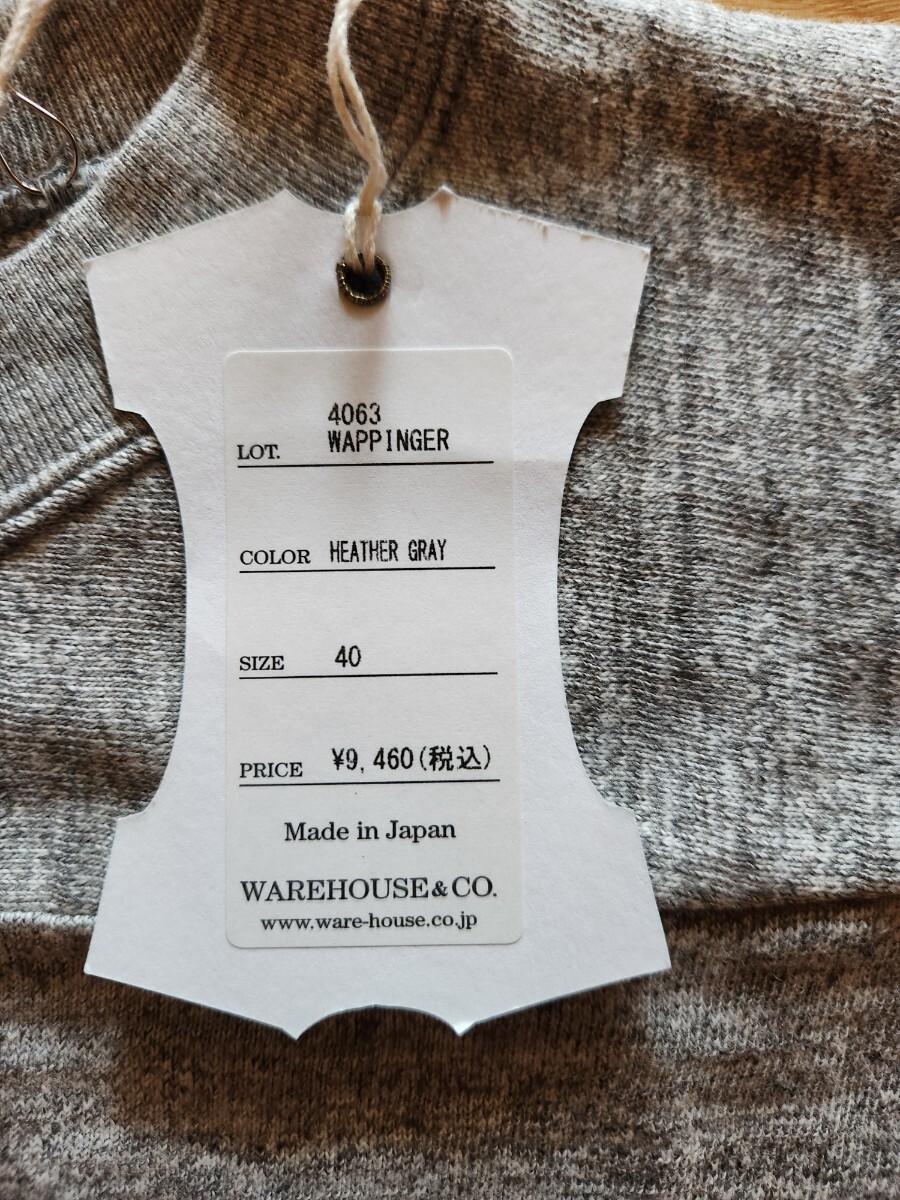 4063
LOT. WAPPINGER
COLOR HEATHER GRAY
SIZE 40
PRICE ¥9,460(税込)
Made in Japan
WAREHOUSE & CO.
www.ware-house.co.jp